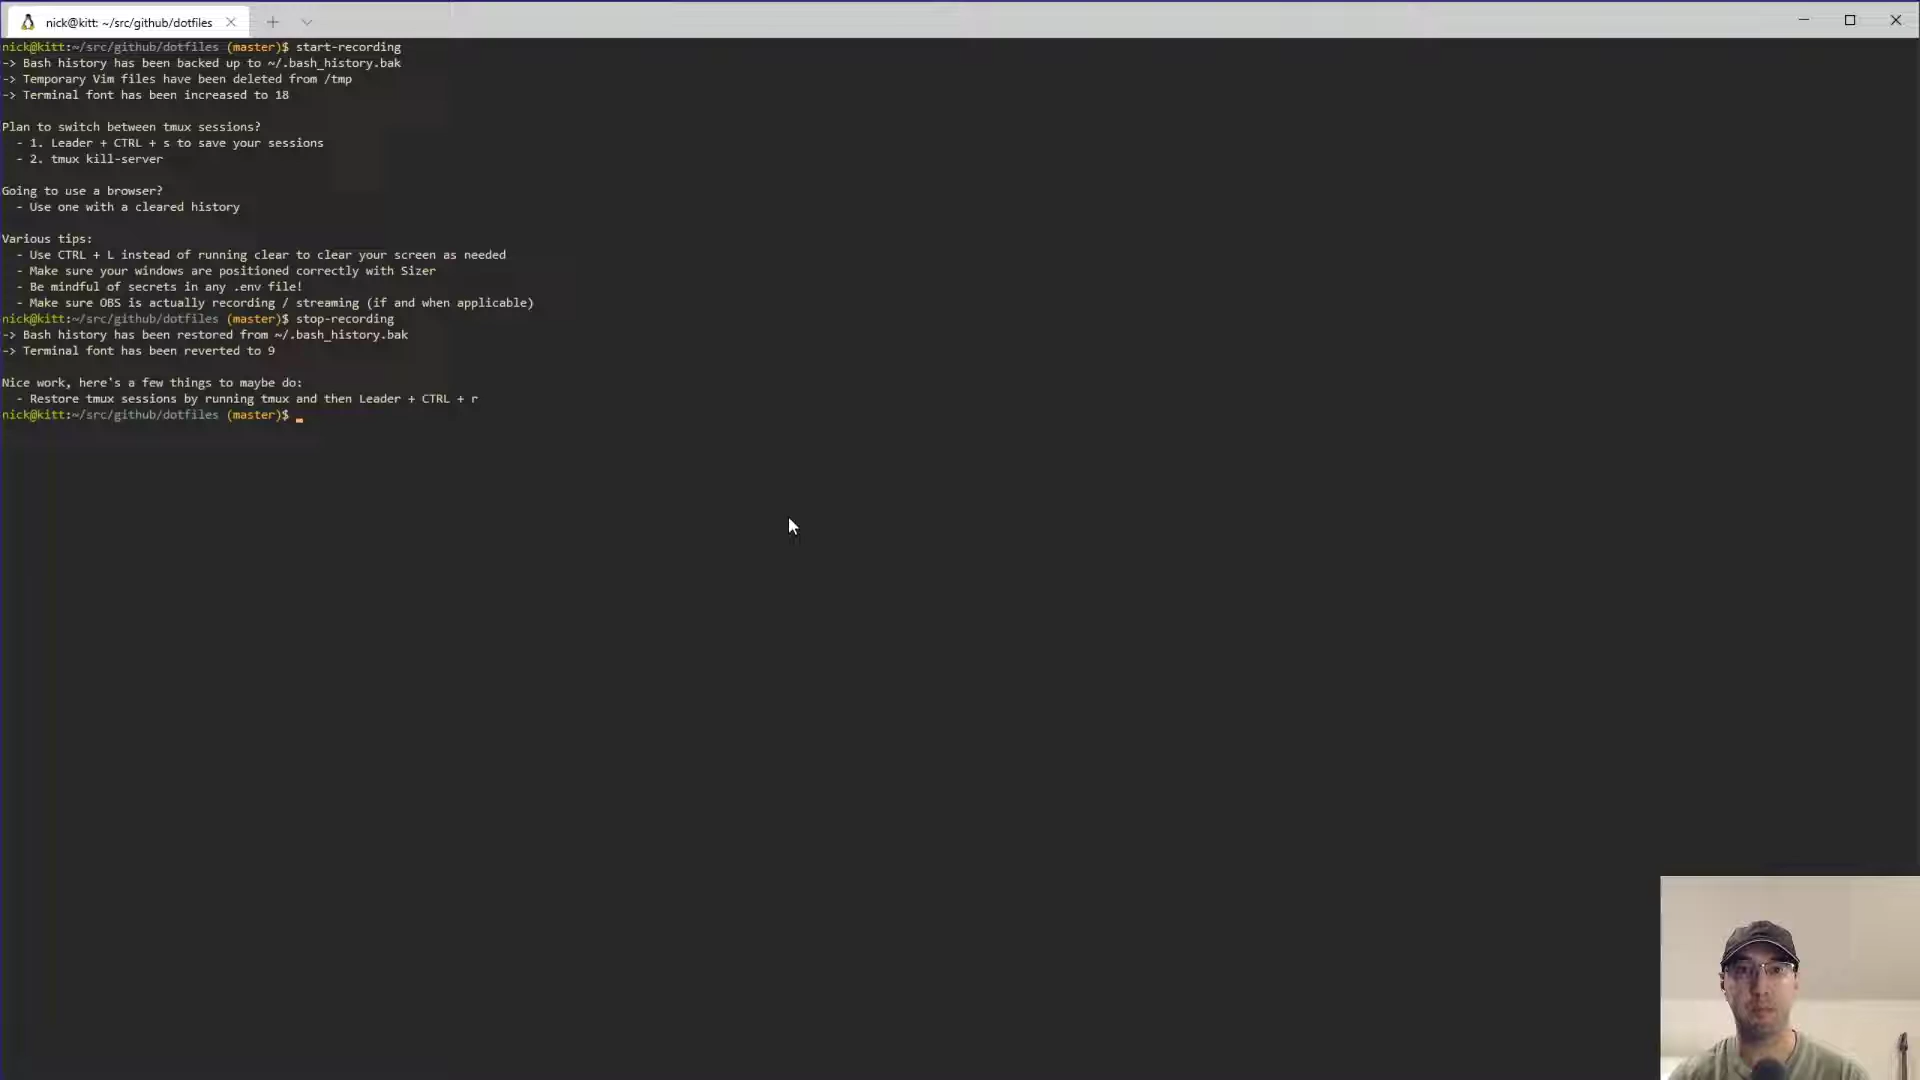 nick@kitt: ~/src/github/dotfiles
nick@kitt:~/src/github/dotfiles (master)$ start-recording
-> Bash history has been backed up to ~/.bash_history.bak
-> Temporary Vim files have been deleted from /tmp
-> Terminal font has been increased to 18
Plan to switch between tmux sessions?
- 1. Leader + CTRL + s to save your sessions
- 2. tmux kill-server
Going to use a browser?
- Use one with a cleared history
Various tips:
- Use CTRL + L instead of running clear to clear your screen as needed
- Make sure your windows are positioned correctly with Sizer
- Be mindful of secrets in any .env file!
- Make sure OBS is actually recording / streaming (if and when applicable)
nick@kitt:~/src/github/dotfiles (master)$ stop-recording
-> Bash history has been restored from ~/.bash_history.bak
-> Terminal font has been reverted to 9
Nice work, here's a few things to maybe do:
- Restore tmux sessions by running tmux and then Leader + CTRL + r
nick@kitt:~/src/github/dotfiles (master)$